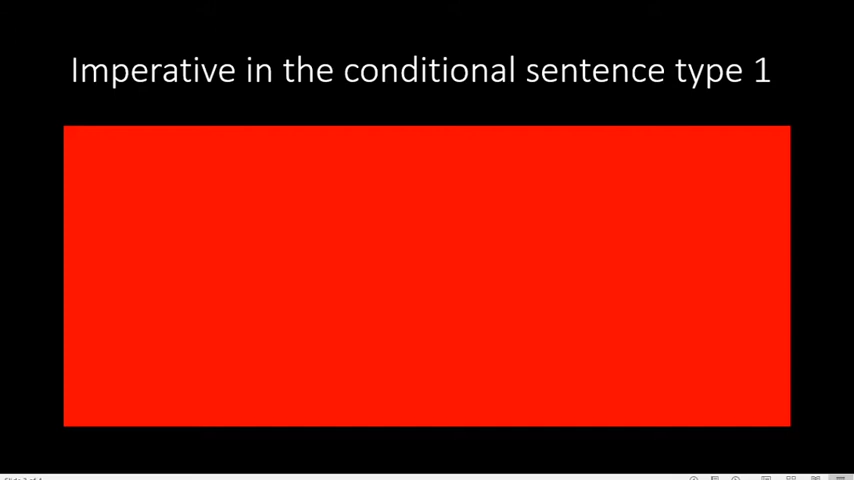 Imperative in the conditional sentence type 1